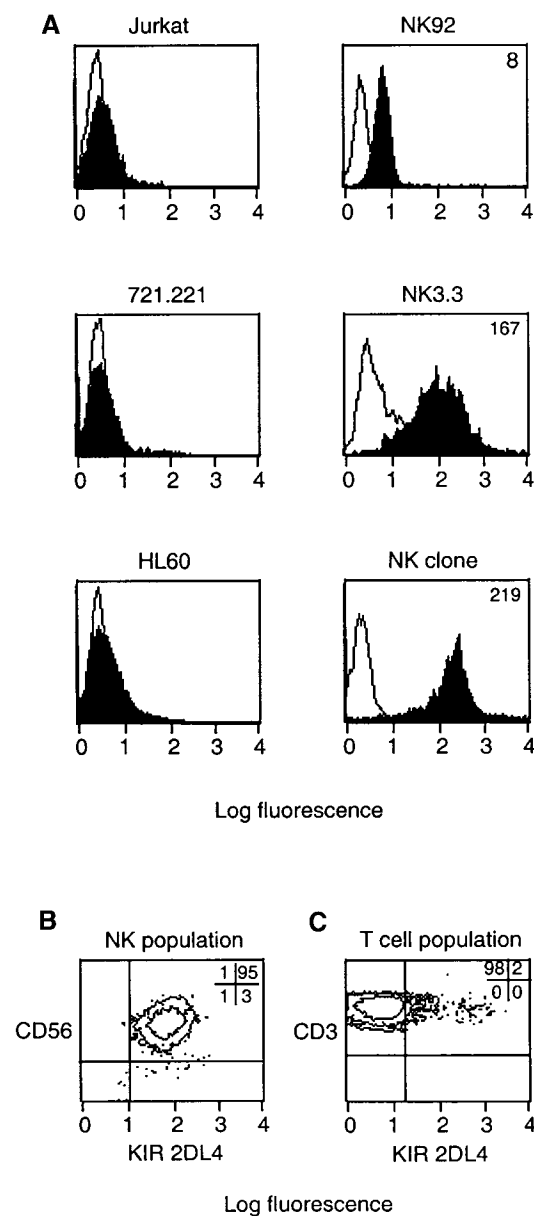 A
Jurkat
0 1 2 3 4
NK92
8
0 1 2 3 4
721.221
0 1 2 3 4
NK3.3
167
0 1 2 3 4
HL60
0 1 2 3 4
NK clone
219
0 1 2 3 4
Log fluorescence
B
NK population
1 95
1 3
CD56
0 1 2 3 4
KIR 2DL4
C
T cell population
98 2
0 0
CD3
0 1 2 3 4
KIR 2DL4
Log fluorescence